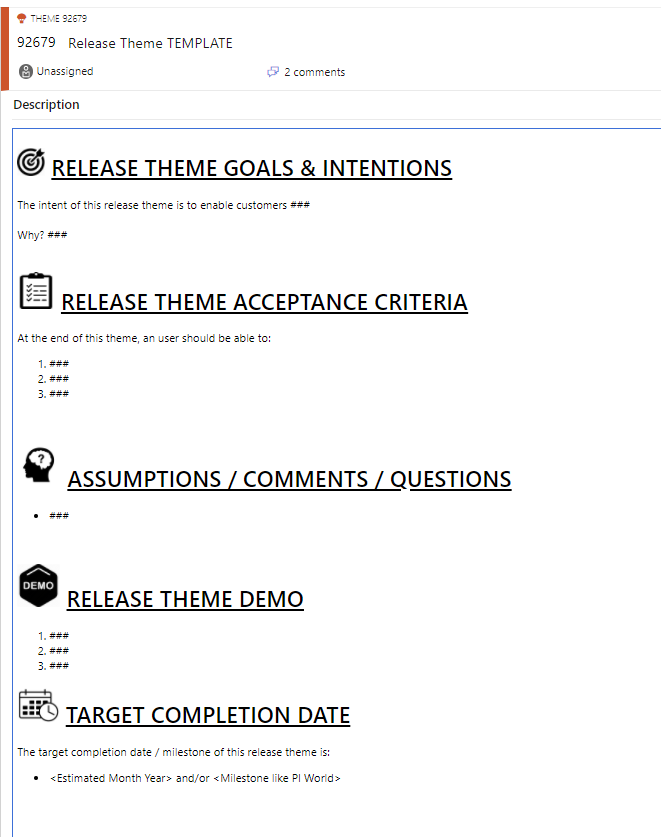 THEME 92679
92679 Release Theme TEMPLATE
Unassigned 2 comments
Description
RELEASE THEME GOALS & INTENTIONS
The intent of this release theme is to enable customers ###
Why? ###
RELEASE THEME ACCEPTANCE CRITERIA
At the end of this theme, an user should be able to:
1. ###
2. ###
3. ###
?
ASSUMPTIONS / COMMENTS / QUESTIONS
• ###
DEMO
RELEASE THEME DEMO
1. ###
2. ###
3. ###
TARGET COMPLETION DATE
The target completion date / milestone of this release theme is:
• <Estimated Month Year> and/or <Milestone like PI World>